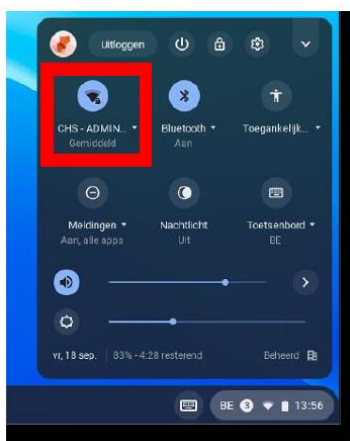 Uitloggen
CHS - ADMIN...
Bluetooth
Toegankelijk...
Gemiddeld
Aan
Meldingen
Nachtlicht
Toetsenbord
Aan, alle apps
Uit
BE
vr, 18 sep.
83% - 4:28 resterend
Beheerd
BE 3 13:56